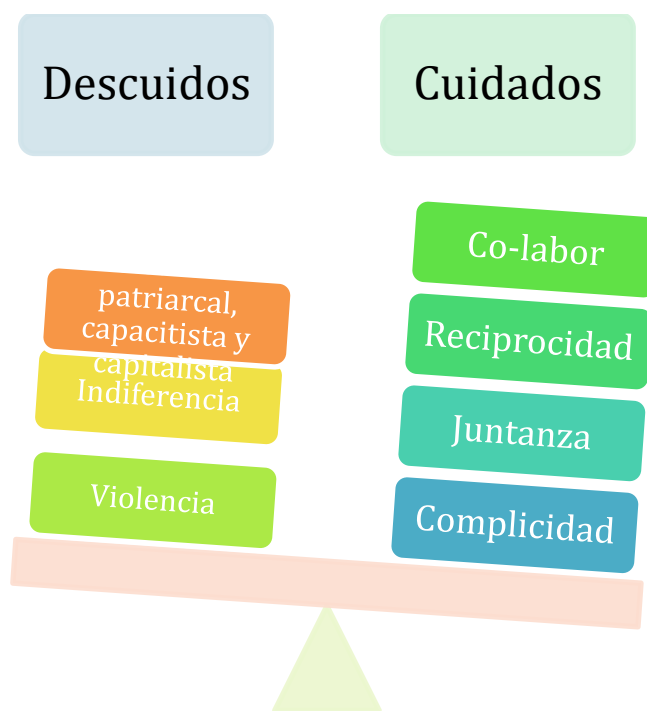 Descuidos
Cuidados
patriarcal,
capacitista y
capitalista
Indiferencia
Violencia
Co-labor
Reciprocidad
Juntanza
Complicidad